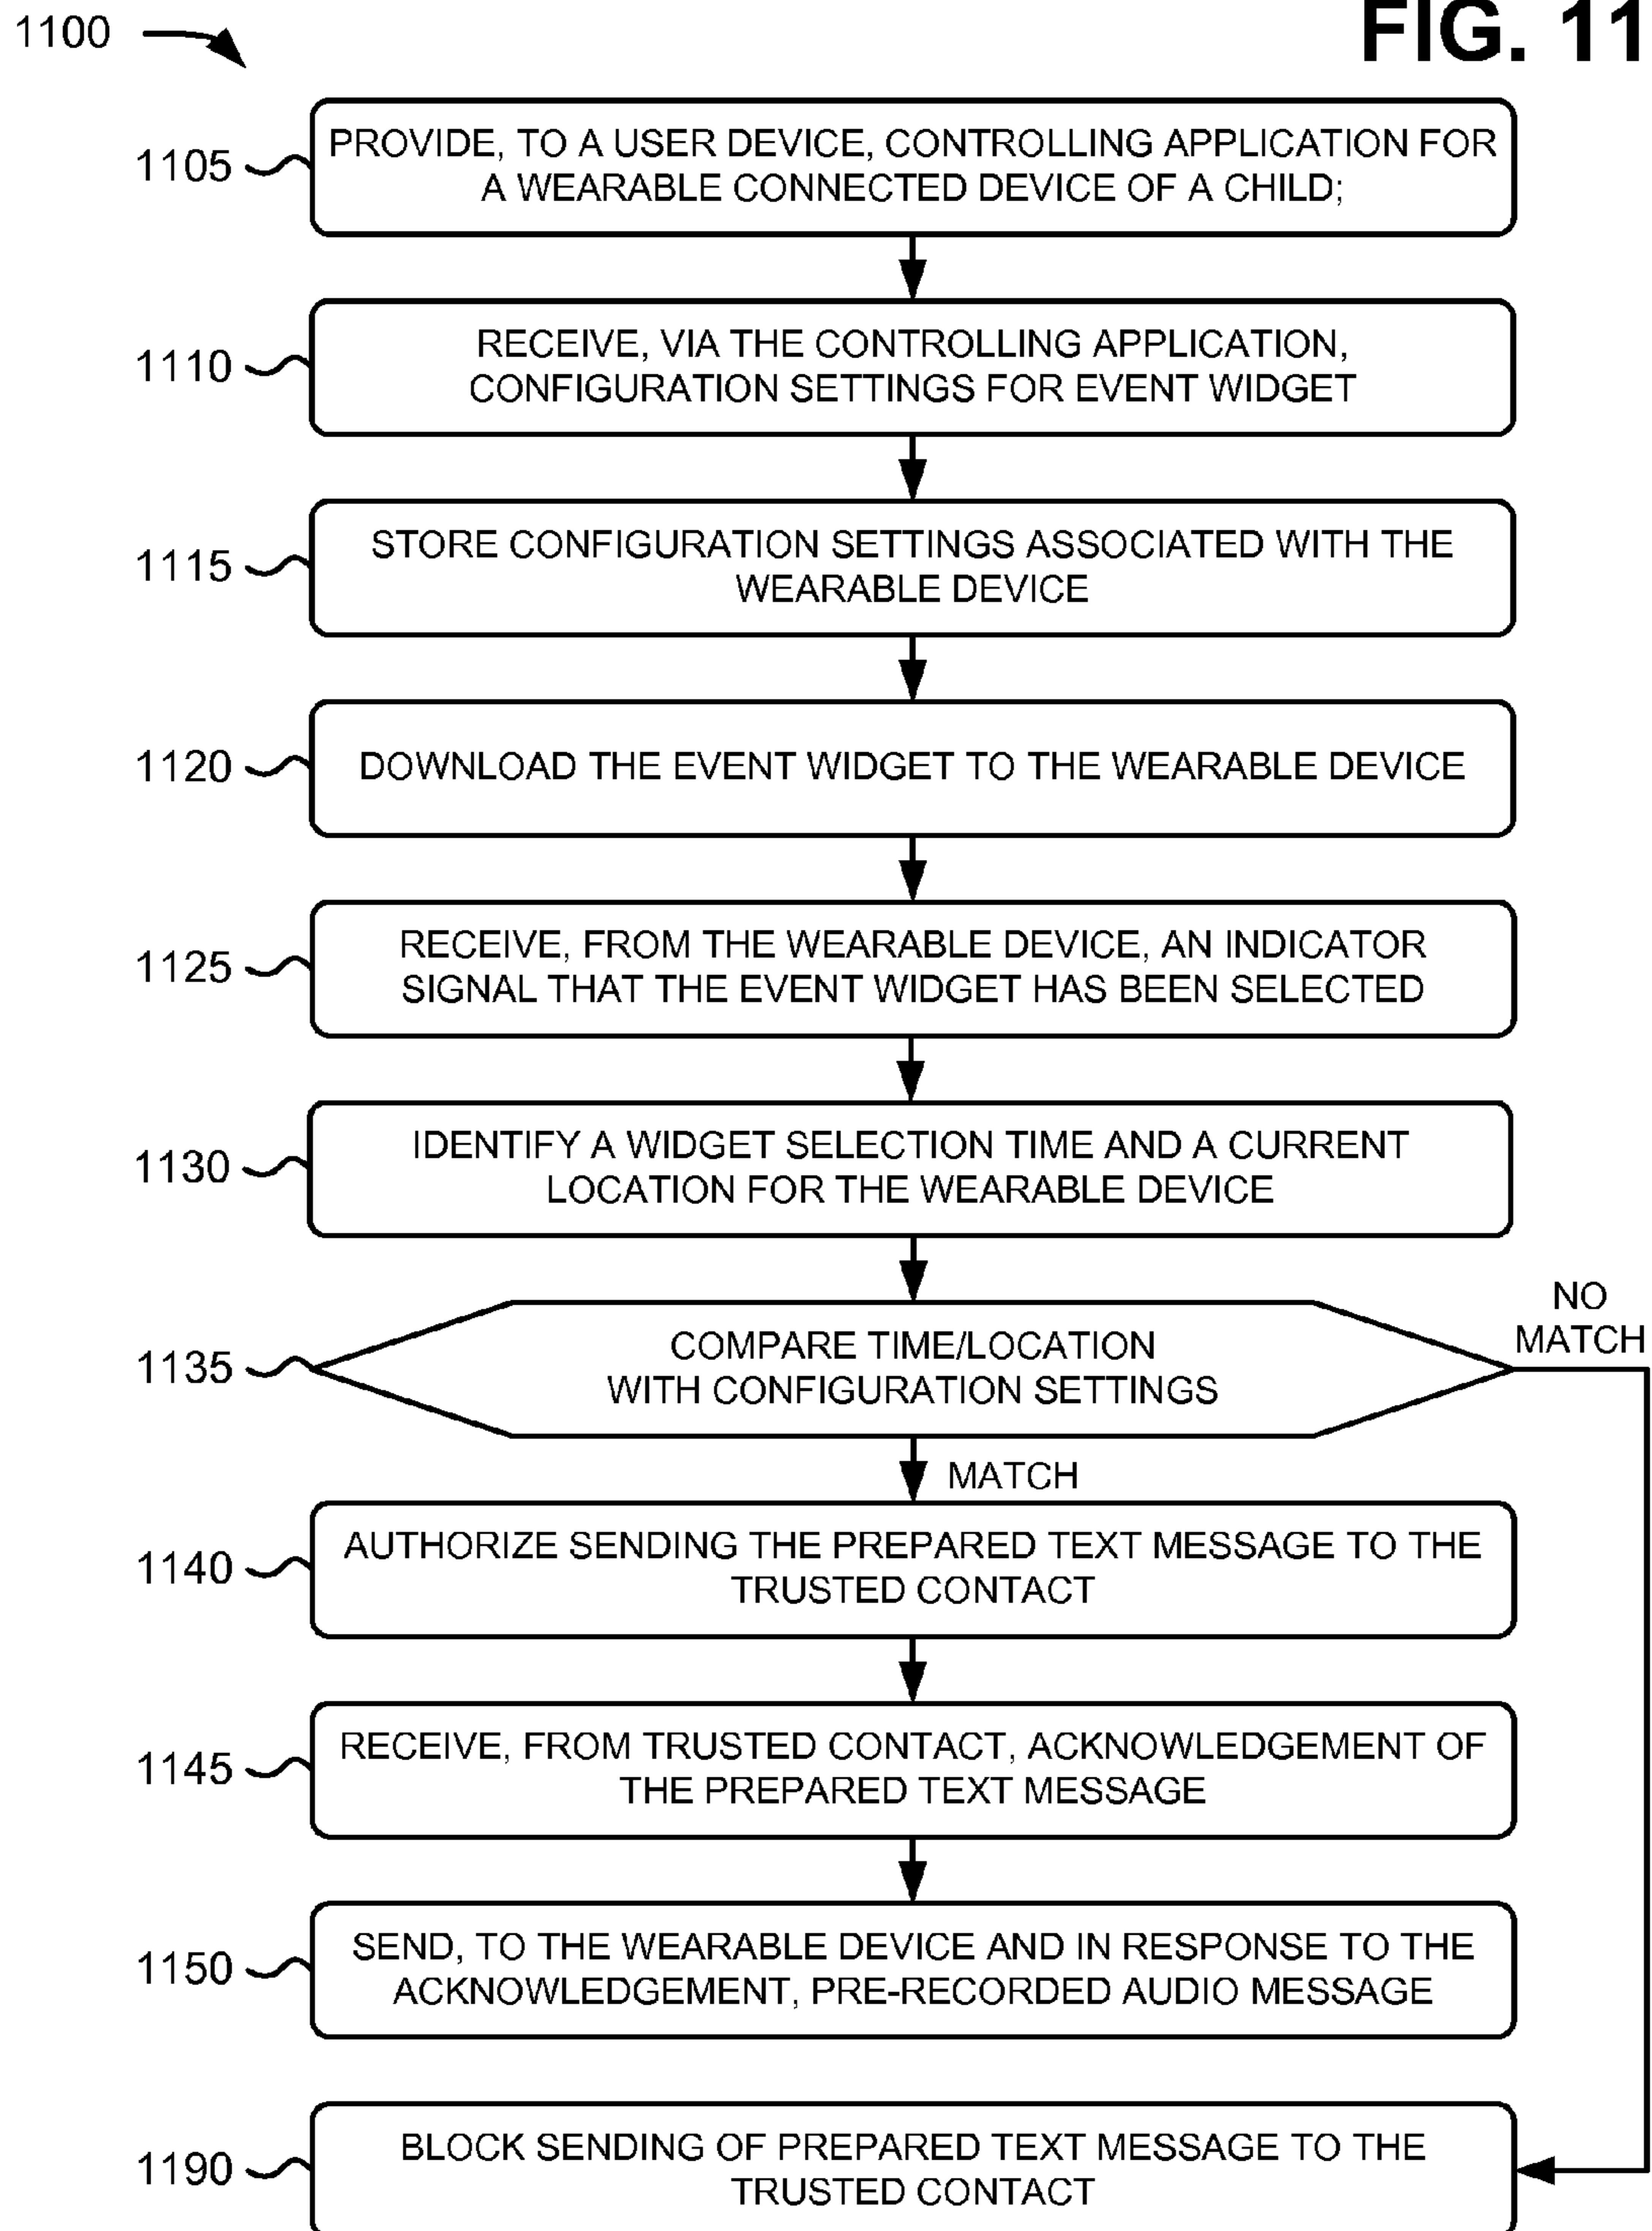 1100
FIG. 11
1105
PROVIDE, TO A USER DEVICE, CONTROLLING APPLICATION FOR
A WEARABLE CONNECTED DEVICE OF A CHILD;
1110
RECEIVE, VIA THE CONTROLLING APPLICATION,
CONFIGURATION SETTINGS FOR EVENT WIDGET
1115
STORE CONFIGURATION SETTINGS ASSOCIATED WITH THE
WEARABLE DEVICE
1120
DOWNLOAD THE EVENT WIDGET TO THE WEARABLE DEVICE
1125
RECEIVE, FROM THE WEARABLE DEVICE, AN INDICATOR
SIGNAL THAT THE EVENT WIDGET HAS BEEN SELECTED
1130
IDENTIFY A WIDGET SELECTION TIME AND A CURRENT
LOCATION FOR THE WEARABLE DEVICE
1135
COMPARE TIME/LOCATION
WITH CONFIGURATION SETTINGS
NO
MATCH
MATCH
1140
AUTHORIZE SENDING THE PREPARED TEXT MESSAGE TO THE
TRUSTED CONTACT
1145
RECEIVE, FROM TRUSTED CONTACT, ACKNOWLEDGEMENT OF
THE PREPARED TEXT MESSAGE
1150
SEND, TO THE WEARABLE DEVICE AND IN RESPONSE TO THE
ACKNOWLEDGEMENT, PRE-RECORDED AUDIO MESSAGE
1190
BLOCK SENDING OF PREPARED TEXT MESSAGE TO THE
TRUSTED CONTACT